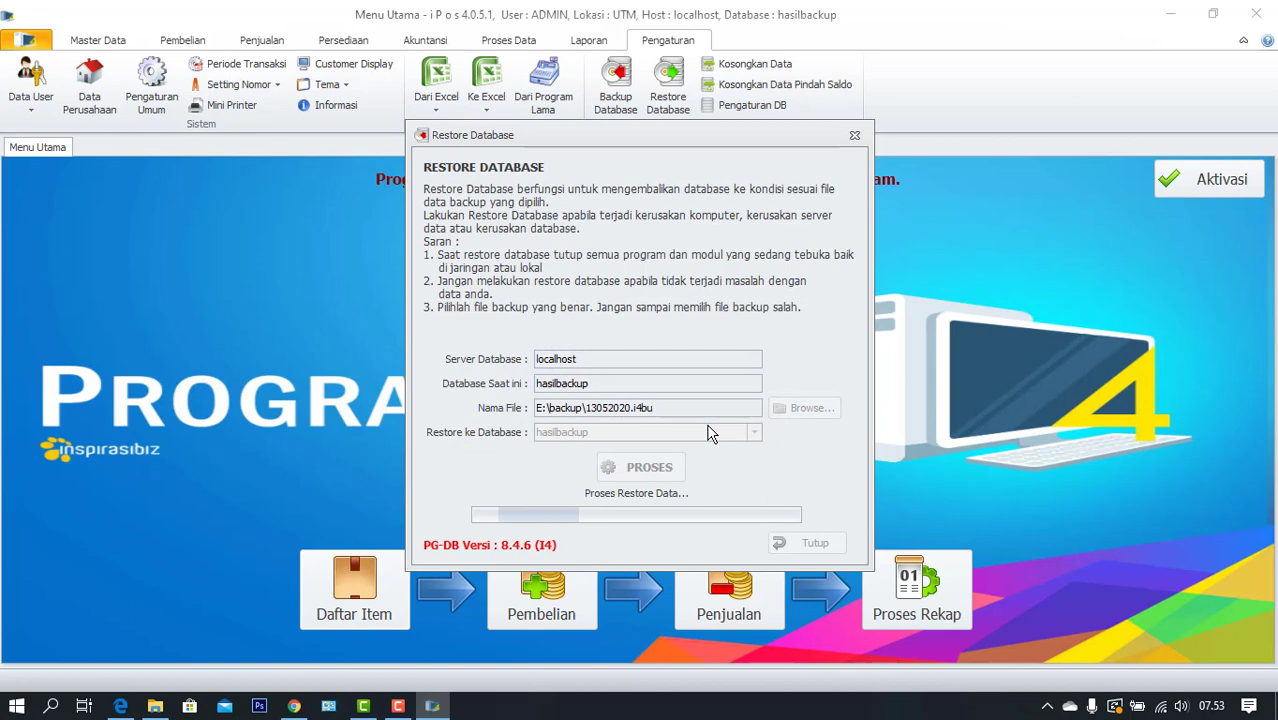 Menu Utama - i P o s 4.0.5.1, User : ADMIN, Lokasi : UTM, Host : localhost, Database : hasilbackup
Master Data
Pembelian
Penjualan
Persediaan
Akuntansi
Proses Data
Laporan
Pengaturan
Data User
Data Perusahaan
Pengaturan Umum
Periode Transaksi
Setting Nomor
Mini Printer
Customer Display
Tema
Informasi
Sistem
Dari Excel
Ke Excel
Dari Program Lama
Backup Database
Restore Database
Kosongkan Data
Kosongkan Data Pindah Saldo
Pengaturan DB
Menu Utama
Restore Database
RESTORE DATABASE
Restore Database berfungsi untuk mengembalikan database ke kondisi sesuai file
data backup yang dipilih.
Lakukan Restore Database apabila terjadi kerusakan komputer, kerusakan server
data atau kerusakan database.
Saran :
1. Saat restore database tutup semua program dan modul yang sedang tebuka baik
di jaringan atau lokal
2. Jangan melakukan restore database apabila tidak terjadi masalah dengan
data anda.
3. Pilihlah file backup yang benar. Jangan sampai memilih file backup salah.
Server Database : localhost
Database Saat ini : hasilbackup
Nama File : E:\backup\13052020.i4bu Browse...
Restore ke Database : hasilbackup
PROSES
Proses Restore Data...
PG-DB Versi : 8.4.6 (I4)
Tutup
Aktivasi
PROGRA
4
inspirasibiz
Daftar Item
Pembelian
Penjualan
01
Proses Rekap
Ps
07.53